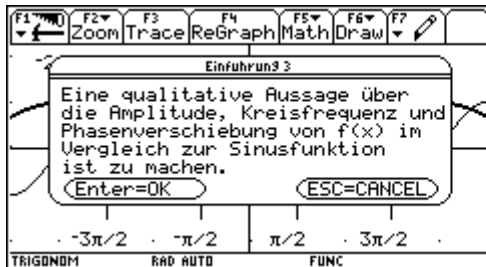 F1 F2 F3 F4 F5 F6 F7
Zoom Trace ReGraph Math Draw
Einfuhrung 3
Eine qualitative Aussage über
die Amplitude, Kreisfrequenz und
Phasenverschiebung von f(x) im
Vergleich zur Sinusfunktion
ist zu machen.
Enter=OK ESC=CANCEL
-3π/2 -π/2 π/2 3π/2
TRIGONOM RAD AUTO FUNC